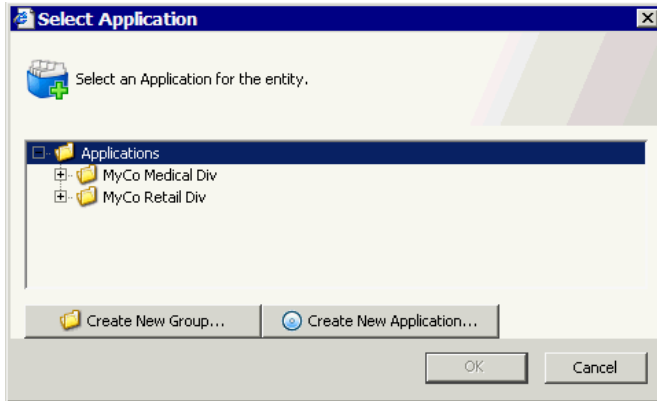 Select Application
Select an Application for the entity.
Applications
MyCo Medical Div
MyCo Retail Div
Create New Group...
Create New Application...
OK
Cancel